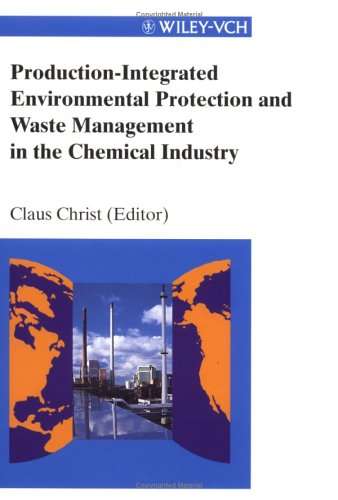 Copyrighted Material
WILEY-VCH
Production-Integrated
Environmental Protection and
Waste Management
in the Chemical Industry
Claus Christ (Editor)
Copyrighted Material